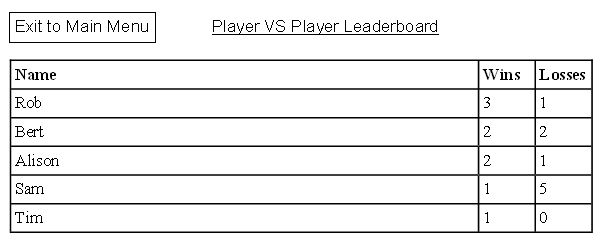 Exit to Main Menu Player VS Player Leaderboard
Name Wins Losses
Rob 3 1
Bert 2 2
Alison 2 1
Sam 1 5
Tim 1 0